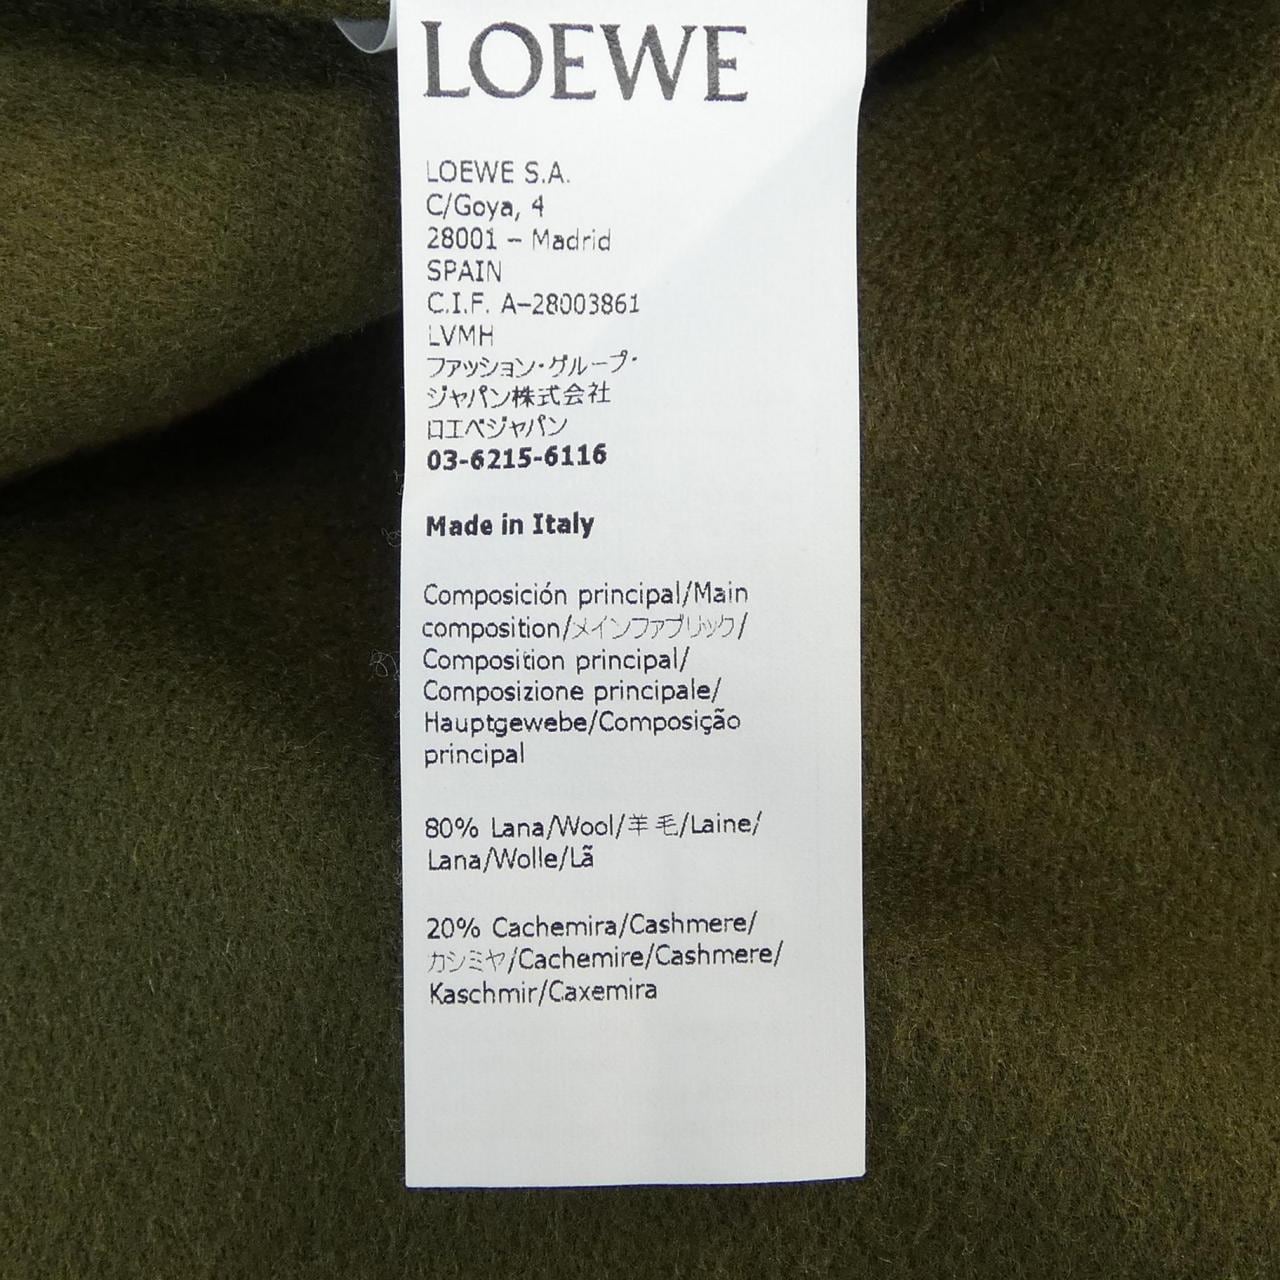 LOEWE
LOEWE S.A.
C/Goya, 4
28001 – Madrid
SPAIN
C.I.F. A–28003861
LVMH
ファッション・グループ・
ジャパン株式会社
ロエベジャパン
03-6215-6116
Made in Italy
Composición principal/Main
composition/メインファブリック/
Composition principal/
Composizione principale/
Hauptgewebe/Composição
principal
80% Lana/Wool/羊毛/Laine/
Lana/Wolle/Lã
20% Cachemira/Cashmere/
カシミヤ/Cachemire/Cashmere/
Kaschmir/Caxemira